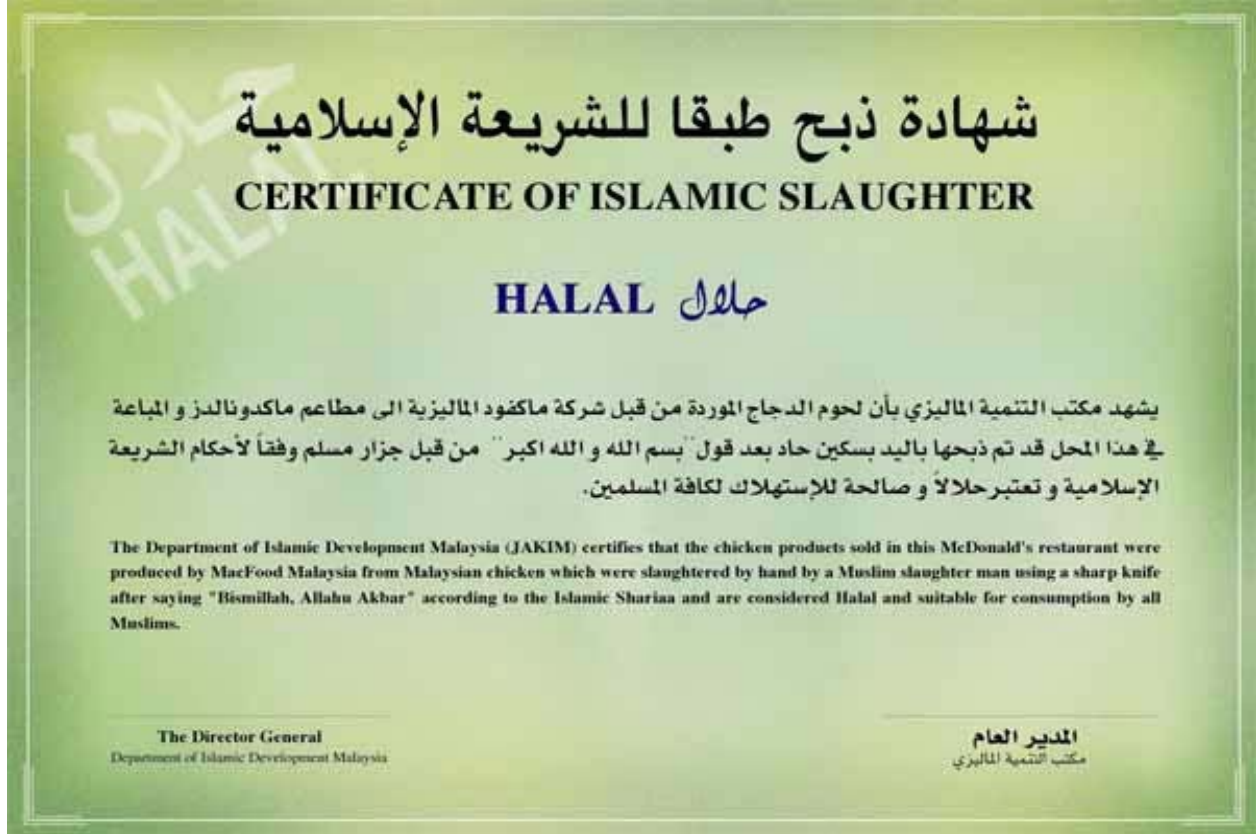 حلال
HALAL
شهادة ذبح طبقا للشريعة الإسلامية
CERTIFICATE OF ISLAMIC SLAUGHTER
HALAL حلال
يشهد مكتب التنمية الماليزي بأن لحوم الدجاج الموردة من قبل شركة ماكفود الماليزية الى مطاعم ماكدونالدز و المباعة
في هذا المحل قد تم ذبحها باليد بسكين حاد بعد قول "بسم الله و الله اكبر" من قبل جزار مسلم وفقاً لأحكام الشريعة
الإسلامية و تعتبر حلالاً و صالحة للإستهلاك لكافة المسلمين.
The Department of Islamic Development Malaysia (JAKIM) certifies that the chicken products sold in this McDonald's restaurant were
produced by MacFood Malaysia from Malaysian chicken which were slaughtered by hand by a Muslim slaughter man using a sharp knife
after saying "Bismillah, Allahu Akbar" according to the Islamic Shariaa and are considered Halal and suitable for consumption by all
Muslims.
The Director General
Department of Islamic Development Malaysia
المدير العام
مكتب التنمية الماليزي